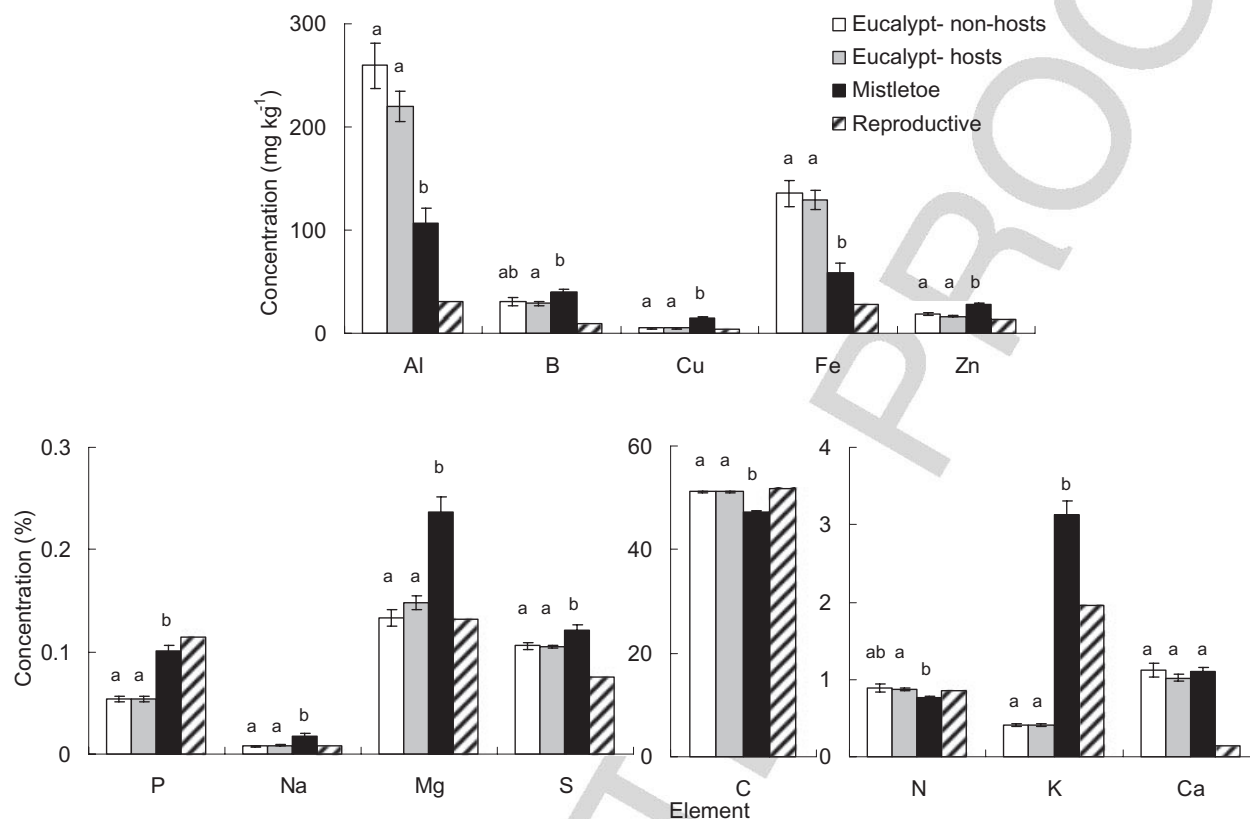 300
200
100
0
Concentration (mg kg-1)
Eucalypt- non-hosts
Eucalypt- hosts
Mistletoe
Reproductive
a a b
ab a b
a a b
a a b
a a b
Al B Cu Fe Zn
0.3
0.2
0.1
0
Concentration (%)
a a b
a a b
a a b
a a b
P Na Mg S
60
40
20
0
a a b
C
4
3
2
1
0
ab a b
a a b
a a a
N K Ca
Element
PROO
T